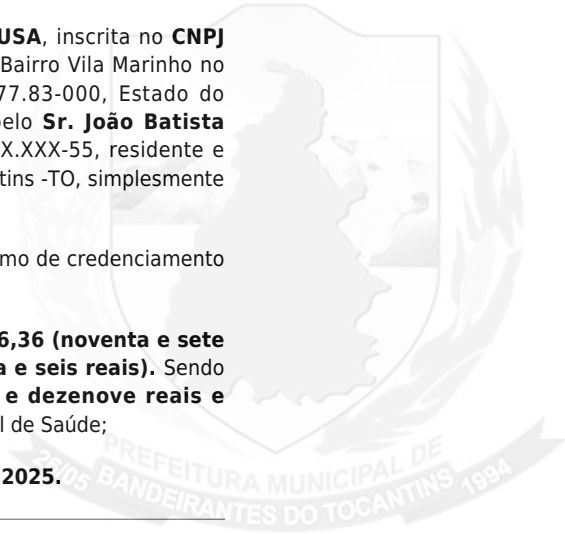 USA, inscrita no CNPJ
Bairro Vila Marinho no
77.83-000, Estado do
pelo Sr. João Batista
X.XXX-55, residente e
tins -TO, simplesmente
mo de credenciamento
6,36 (noventa e sete
a e seis reais). Sendo
e dezenove reais e
l de Saúde;
2025.
PREFEITURA MUNICIPAL DE
26/05 BANDEIRANTES DO TOCANTINS 1994